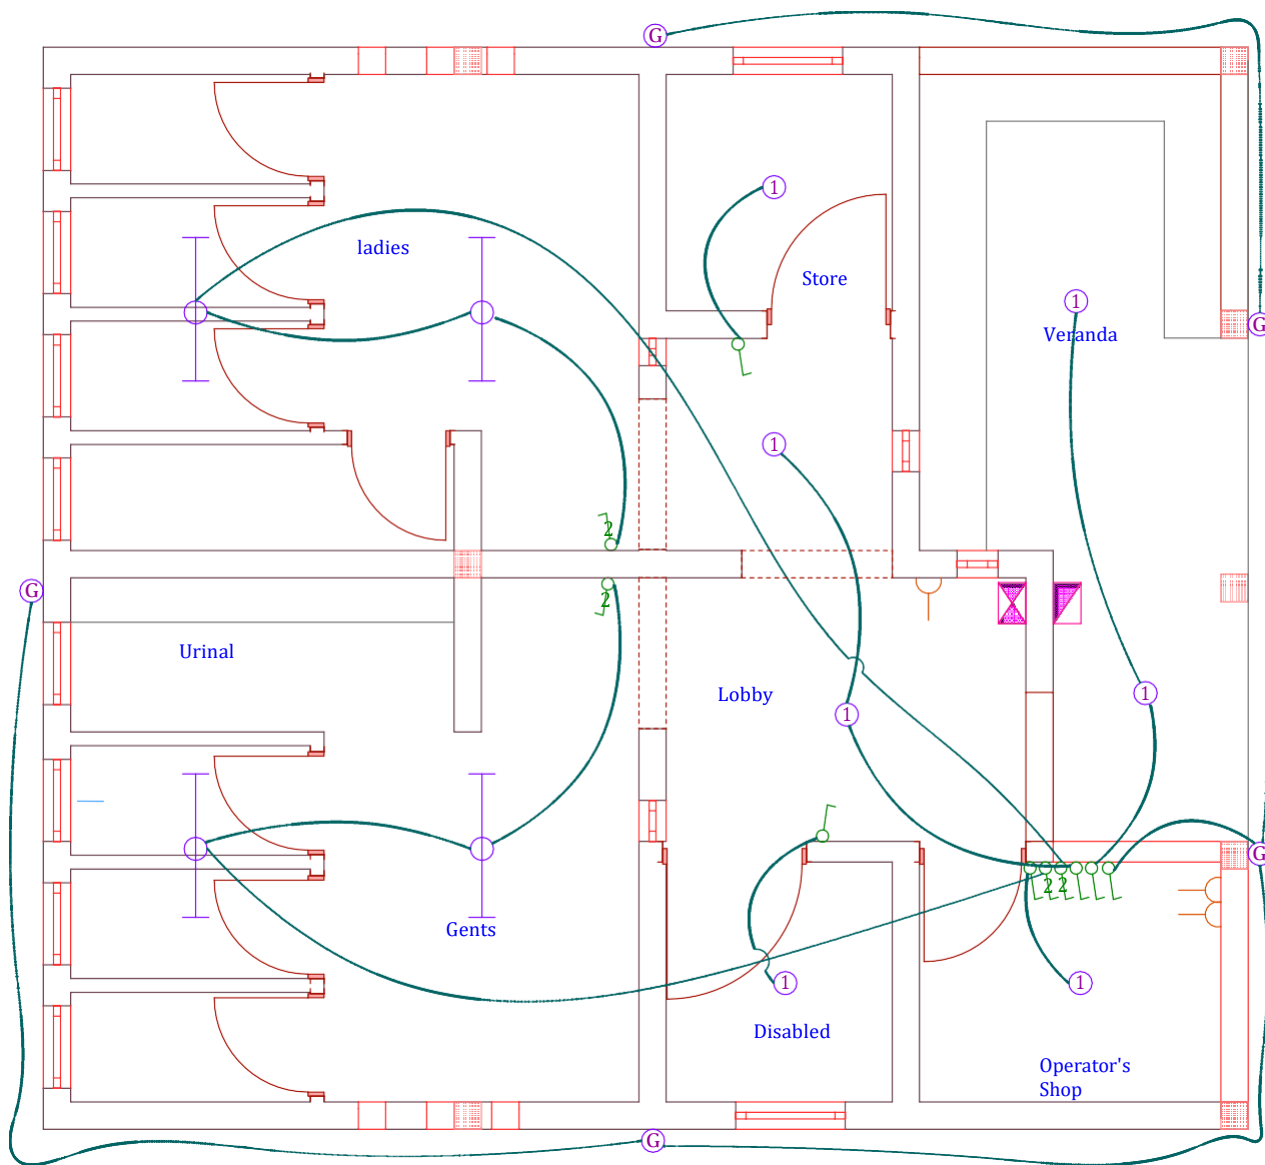 G
1
ladies
Store
1
G
Veranda
1
2
2
G
Urinal
1
Lobby
1
G
2 2
Gents
1
1
Disabled
Operator's
Shop
G